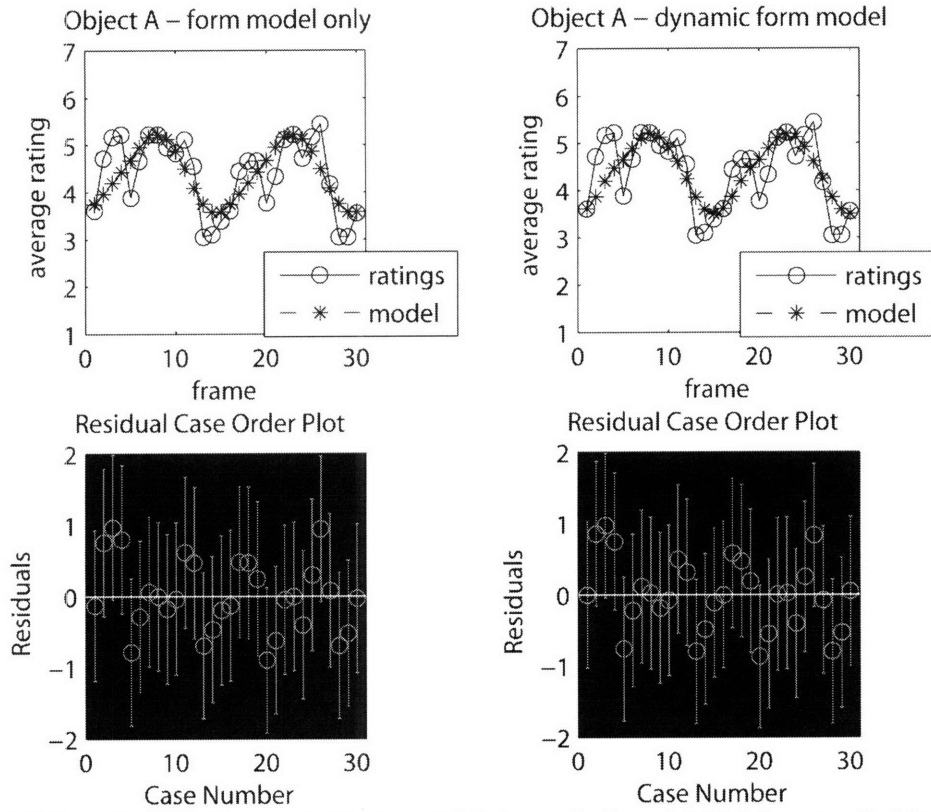 Object A – form model only
7
6
5
4
3
2
1
average rating
0 10 20 30
frame
ratings
model
Object A – dynamic form model
7
6
5
4
3
2
1
average rating
0 10 20 30
frame
ratings
model
Residual Case Order Plot
2
1
0
−1
−2
Residuals
0 10 20 30
Case Number
Residual Case Order Plot
2
1
0
−1
−2
Residuals
0 10 20 30
Case Number